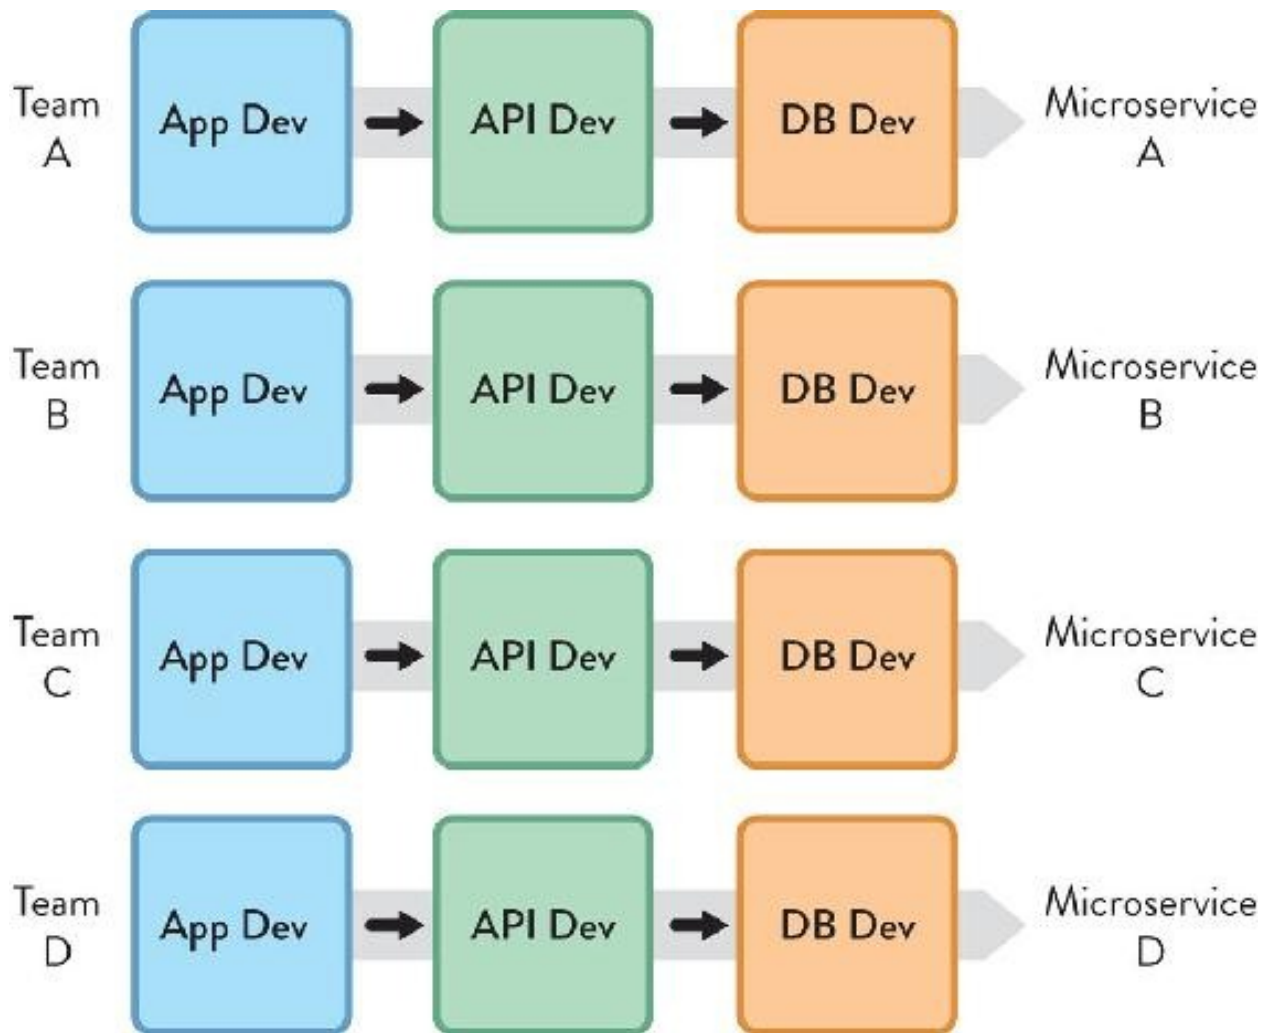 Team
A
App Dev
API Dev
DB Dev
Microservice
A
Team
B
App Dev
API Dev
DB Dev
Microservice
B
Team
C
App Dev
API Dev
DB Dev
Microservice
C
Team
D
App Dev
API Dev
DB Dev
Microservice
D